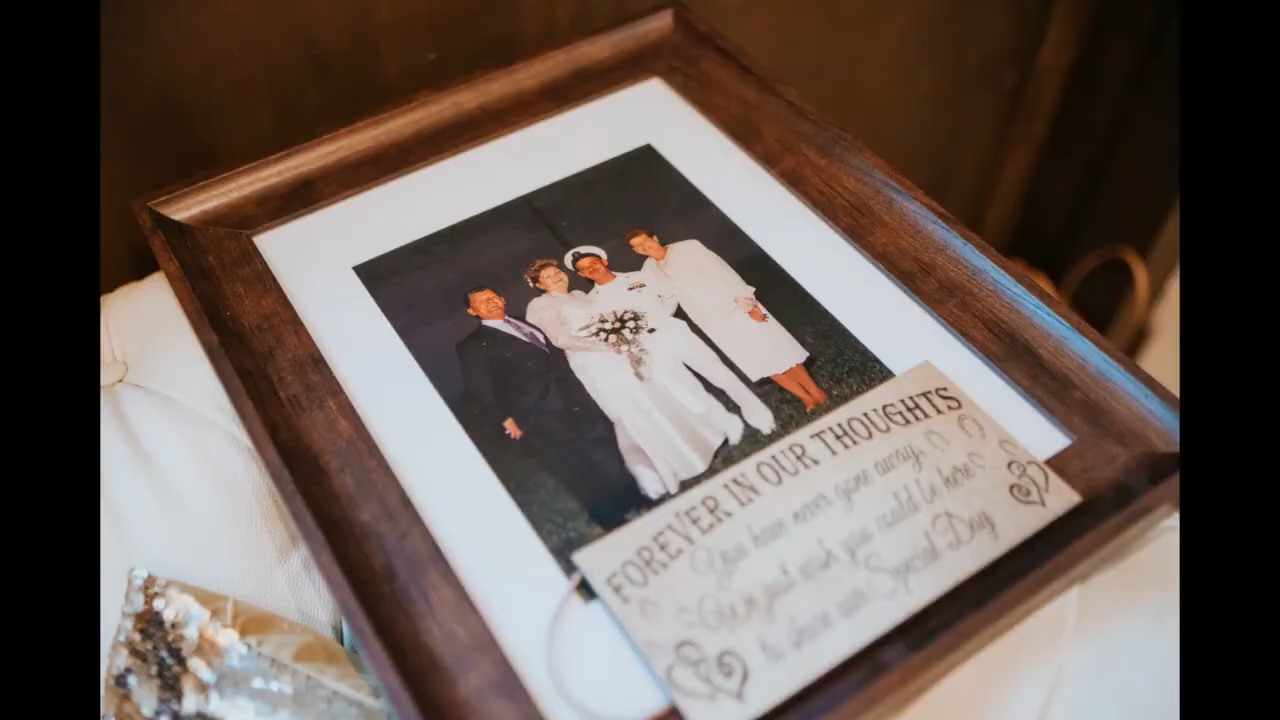 FOREVER IN OUR THOUGHTS
You have never gone away,
We just wish you could be here
to share our Special Day